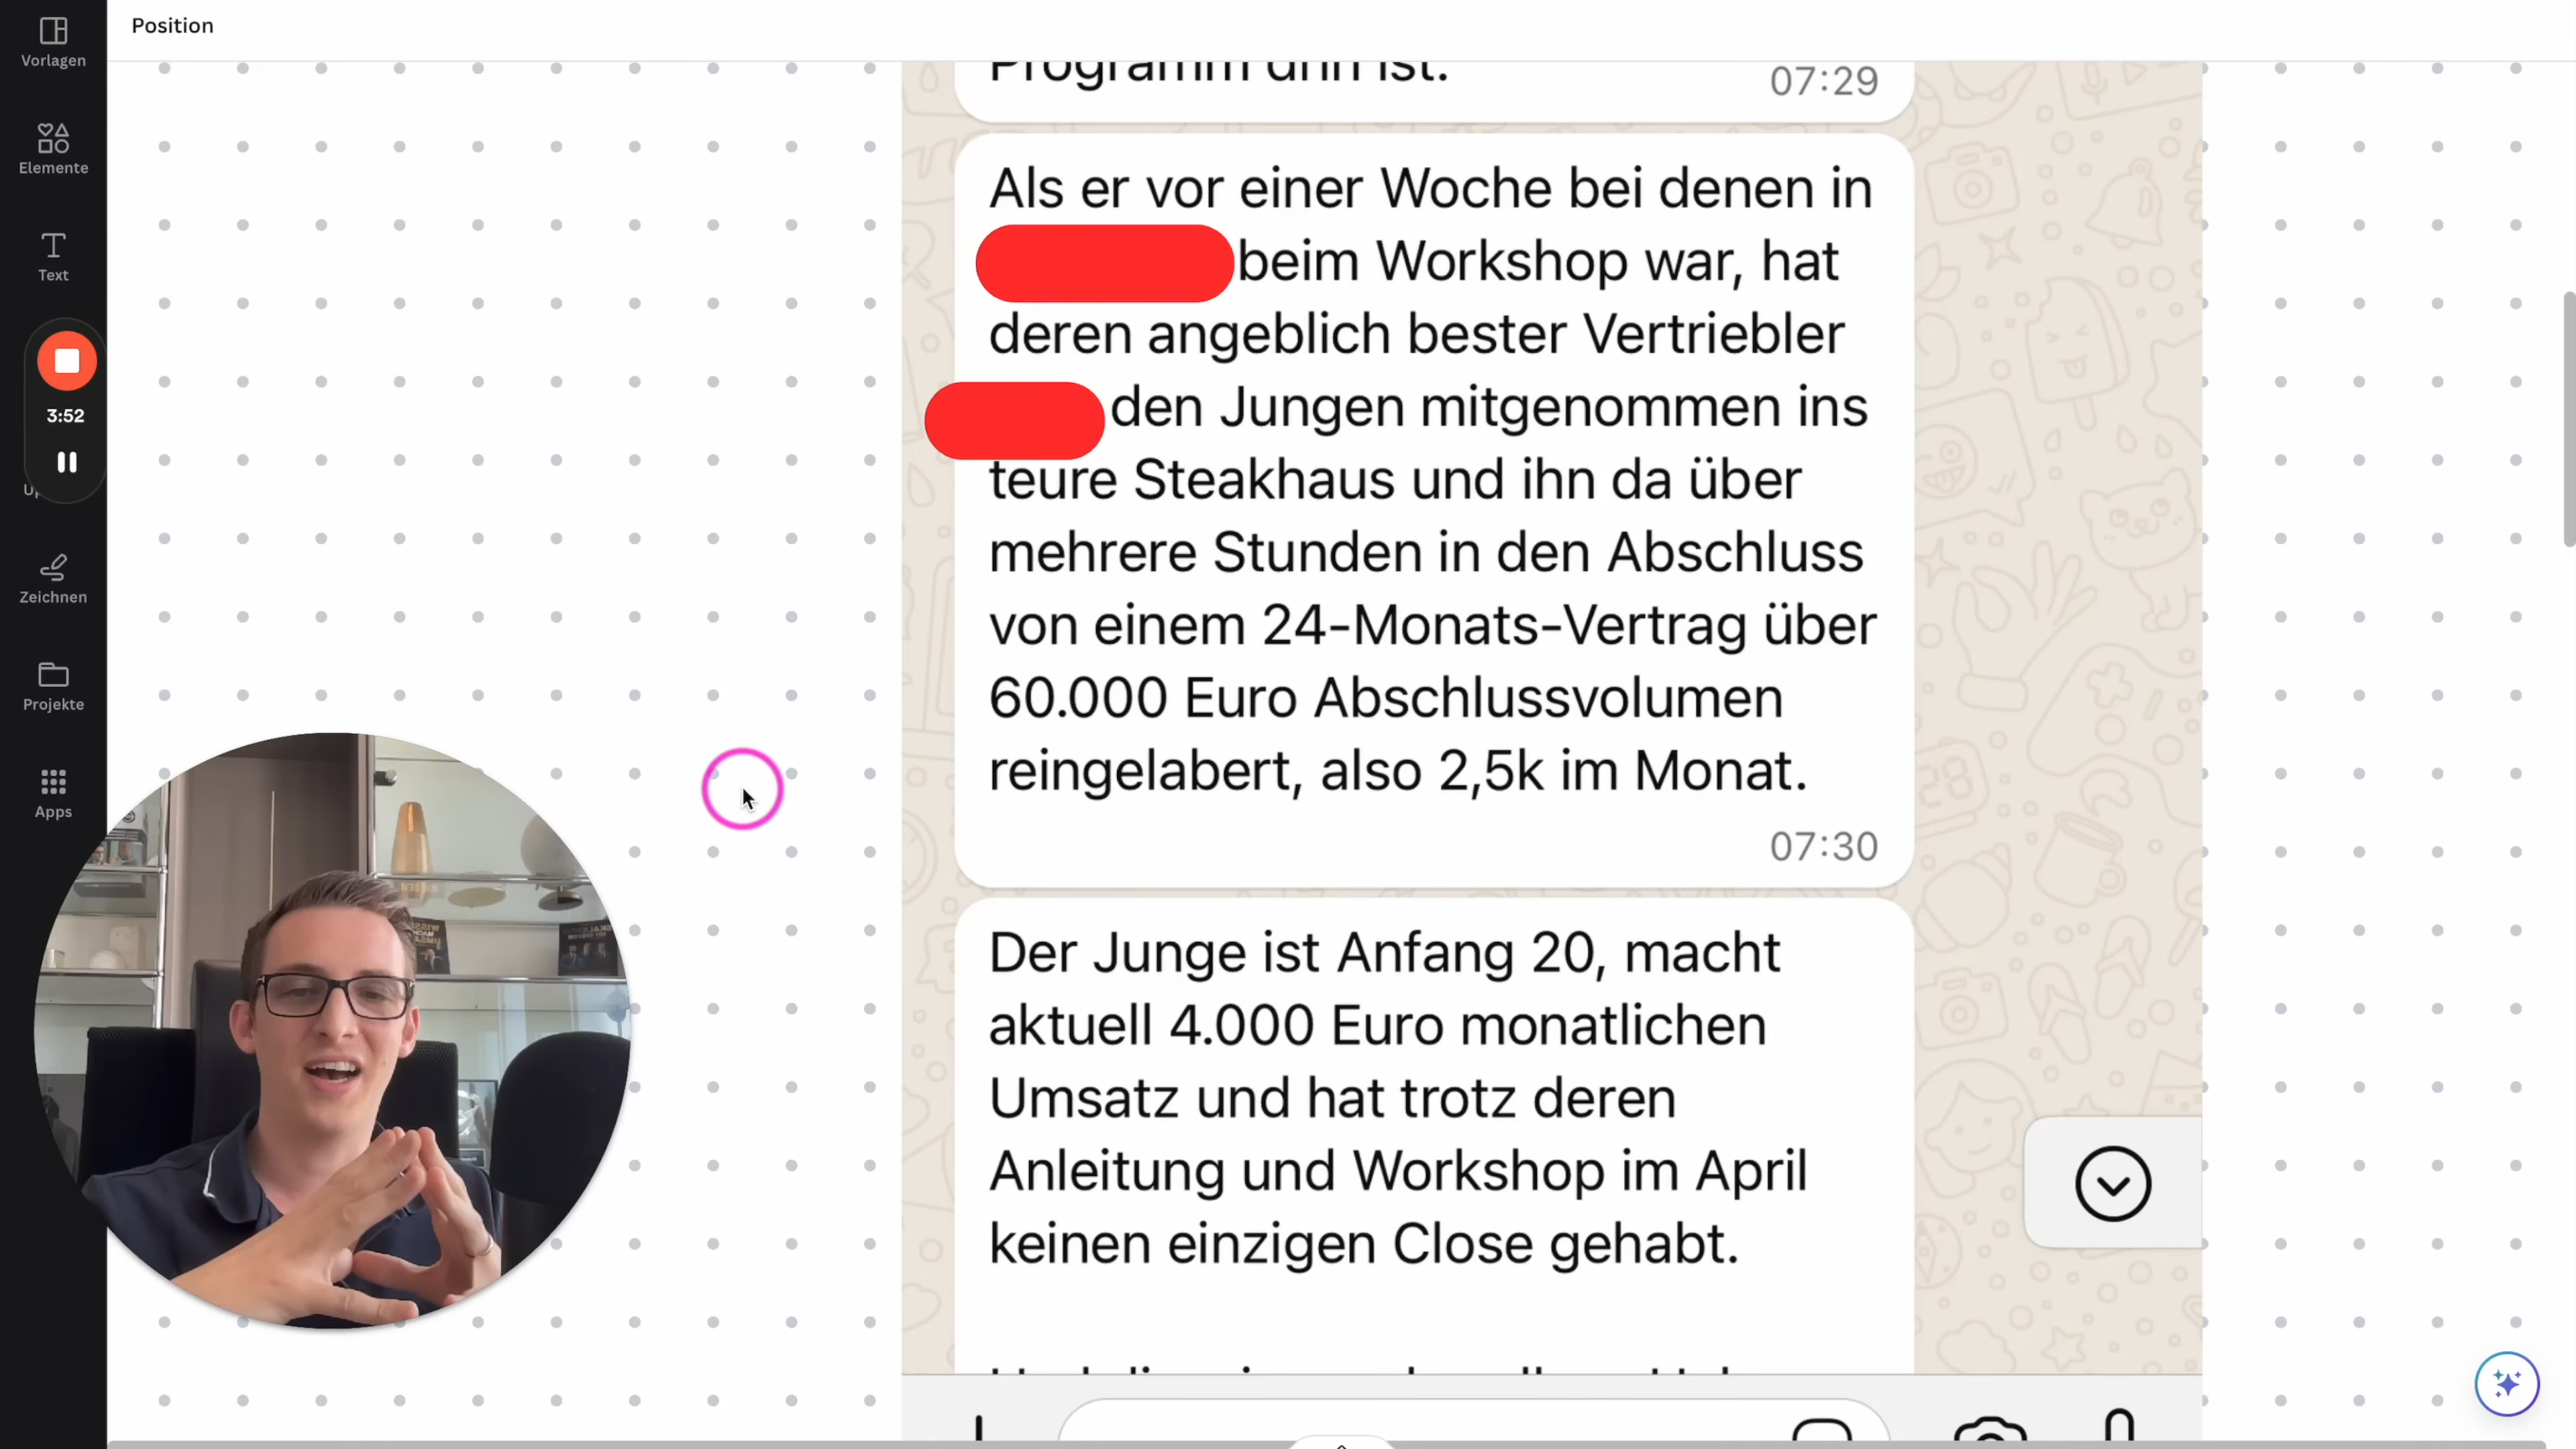 Position
Vorlagen
Elemente
Text
3:52
Zeichnen
Projekte
Apps
Programm drin ist.
07:29
Als er vor einer Woche bei denen in
beim Workshop war, hat
deren angeblich bester Vertriebler
den Jungen mitgenommen ins
teure Steakhaus und ihn da über
mehrere Stunden in den Abschluss
von einem 24-Monats-Vertrag über
60.000 Euro Abschlussvolumen
reingelabert, also 2,5k im Monat.
07:30
Der Junge ist Anfang 20, macht
aktuell 4.000 Euro monatlichen
Umsatz und hat trotz deren
Anleitung und Workshop im April
keinen einzigen Close gehabt.